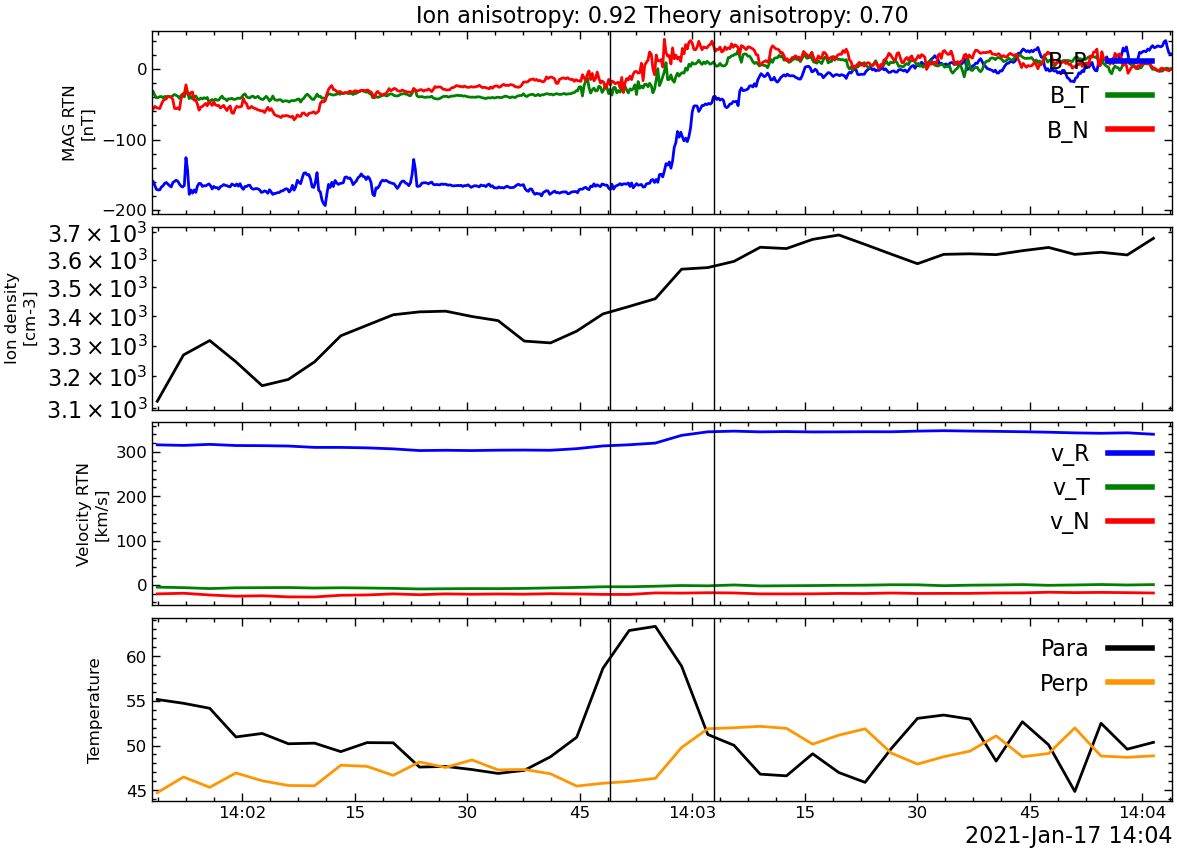 Ion anisotropy: 0.92 Theory anisotropy: 0.70
MAG RTN
[nT]
0
−100
−200
B_R
B_T
B_N
Ion density
[cm-3]
3.7 × 10³
3.6 × 10³
3.5 × 10³
3.4 × 10³
3.3 × 10³
3.2 × 10³
3.1 × 10³
Velocity RTN
[km/s]
300
200
100
0
v_R
v_T
v_N
Temperature
60
55
50
45
Para
Perp
14:02 15 30 45 14:03 15 30 45 14:04
2021-Jan-17 14:04